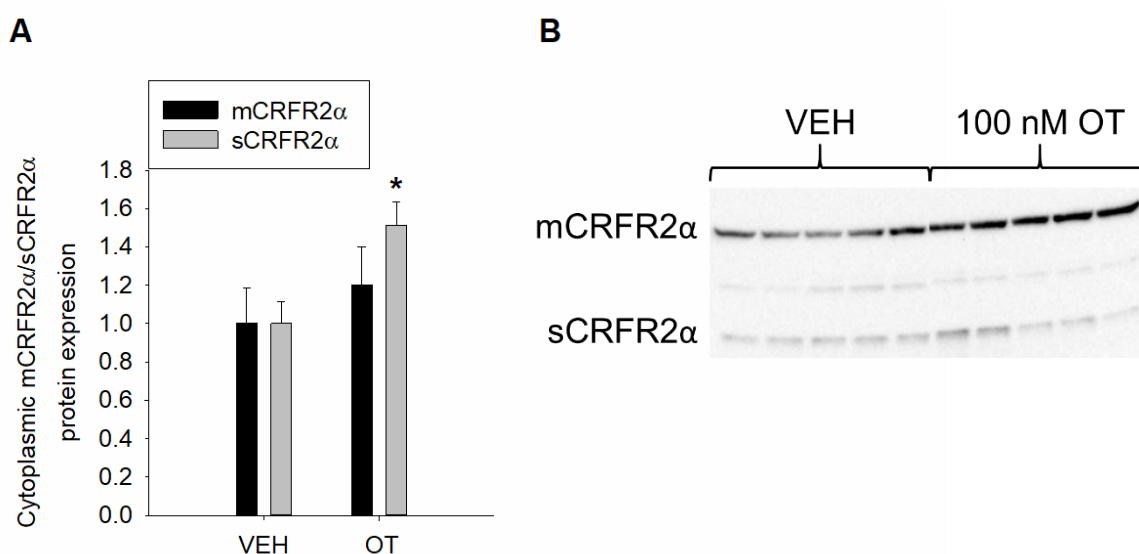 A
mCRFR2α
sCRFR2α
Cytoplasmic mCRFR2α/sCRFR2α
protein expression
1.8
1.6
1.4
1.2
1.0
0.8
0.6
0.4
0.2
0.0
*
VEH
OT
B
VEH
100 nM OT
mCRFR2α
sCRFR2α